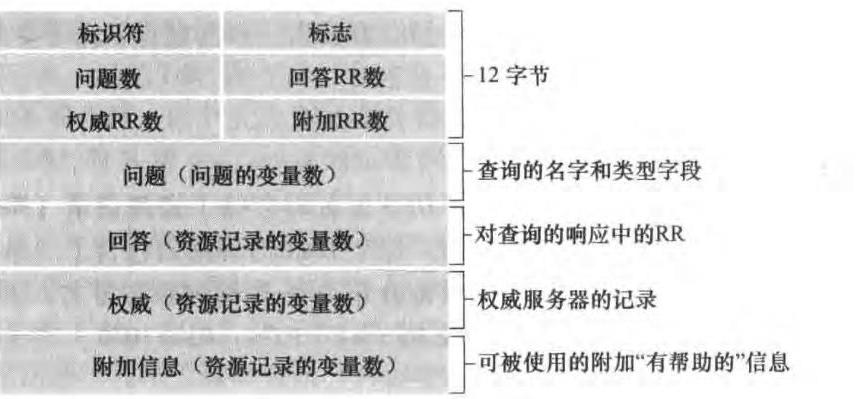 标识符 标志
问题数 回答RR数 12 字节
权威RR数 附加RR数
问题（问题的变量数） 查询的名字和类型字段
回答（资源记录的变量数） 对查询的响应中的RR
权威（资源记录的变量数） 权威服务器的记录
附加信息（资源记录的变量数） 可被使用的附加“有帮助的”信息